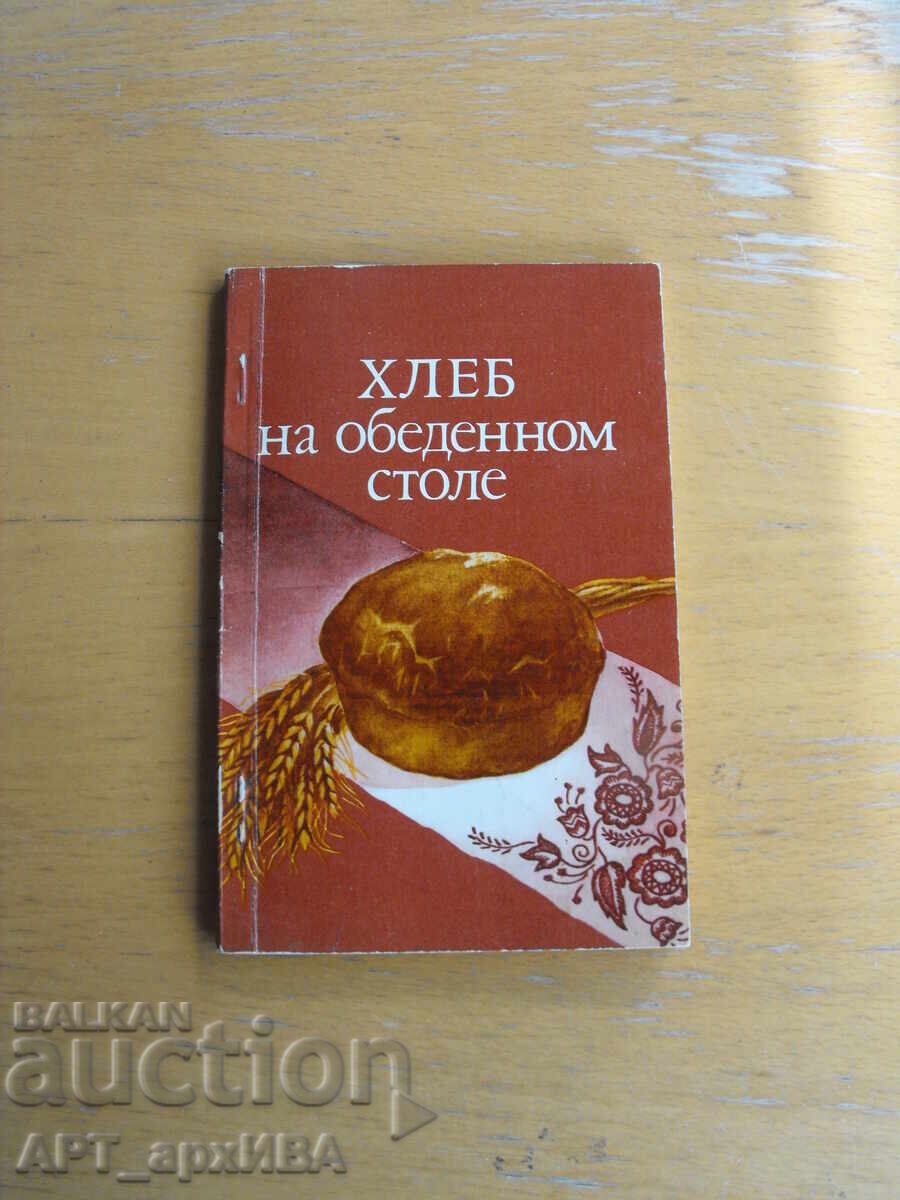 ХЛЕБ
на обеденном
столе
BALKAN
auction
АРТ_архИВА